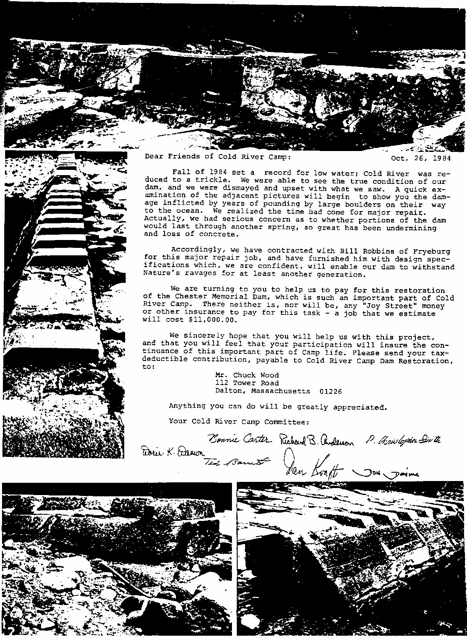 Dear Friends of Cold River Camp: Oct. 26, 1984
Fall of 1984 set a record for low water; Cold River was re-
duced to a trickle. We were able to see the true condition of our
dam, and we were dismayed and upset with what we saw. A quick ex-
amination of the adjacent pictures will begin to show you the dam-
age inflicted by years of pounding by large boulders on their way
to the ocean. We realized the time had come for major repair.
Actually, we had serious concern as to whether portions of the dam
would last through another spring, so great has been undermining
and loss of concrete.
Accordingly, we have contracted with Bill Robbins of Fryeburg
for this major repair job, and have furnished him with design spec-
ifications which, we are confident, will enable our dam to withstand
Nature's ravages for at least another generation.
We are turning to you to help us to pay for this restoration
of the Chester Memorial Dam, which is such an important part of Cold
River Camp. There neither is, nor will be, any "Joy Street" money
or other insurance to pay for this task - a job that we estimate
will cost $11,000.00.
We sincerely hope that you will help us with this project,
and that you will feel that your participation will insure the con-
tinuance of this important part of Camp life. Please send your tax-
deductible contribution, payable to Cold River Camp Dam Restoration,
to:
Mr. Chuck Wood
112 Tower Road
Dalton, Massachusetts 01226
Anything you can do will be greatly appreciated.
Your Cold River Camp Committee:
Bonnie Carter Richard B. Anderson P.
Doris K.
Ted Dan Kraft